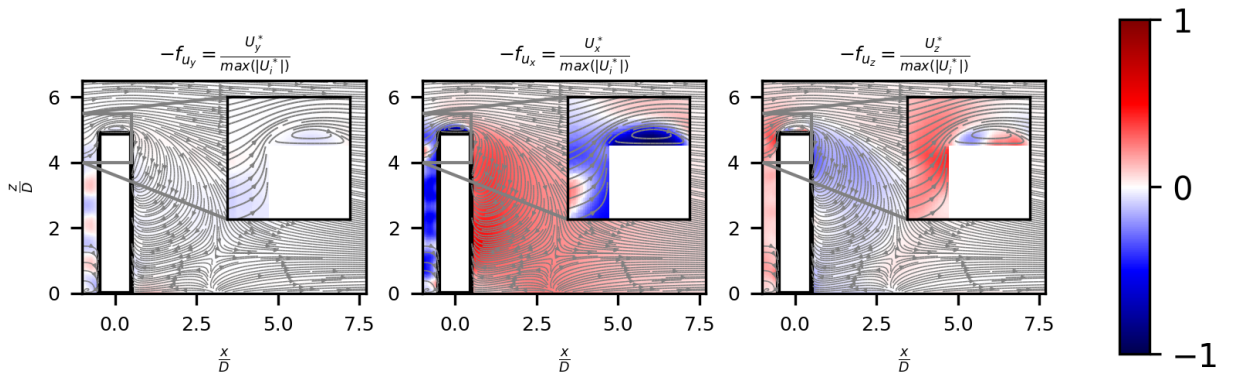 −f_{u_y} = \frac{U_y^*}{max(|U_i^*|)}
−f_{u_x} = \frac{U_x^*}{max(|U_i^*|)}
−f_{u_z} = \frac{U_z^*}{max(|U_i^*|)}
1
0
−1
\frac{z}{D}
6
4
2
0
0.0 2.5 5.0 7.5
\frac{x}{D}
6
4
2
0
0.0 2.5 5.0 7.5
\frac{x}{D}
6
4
2
0
0.0 2.5 5.0 7.5
\frac{x}{D}